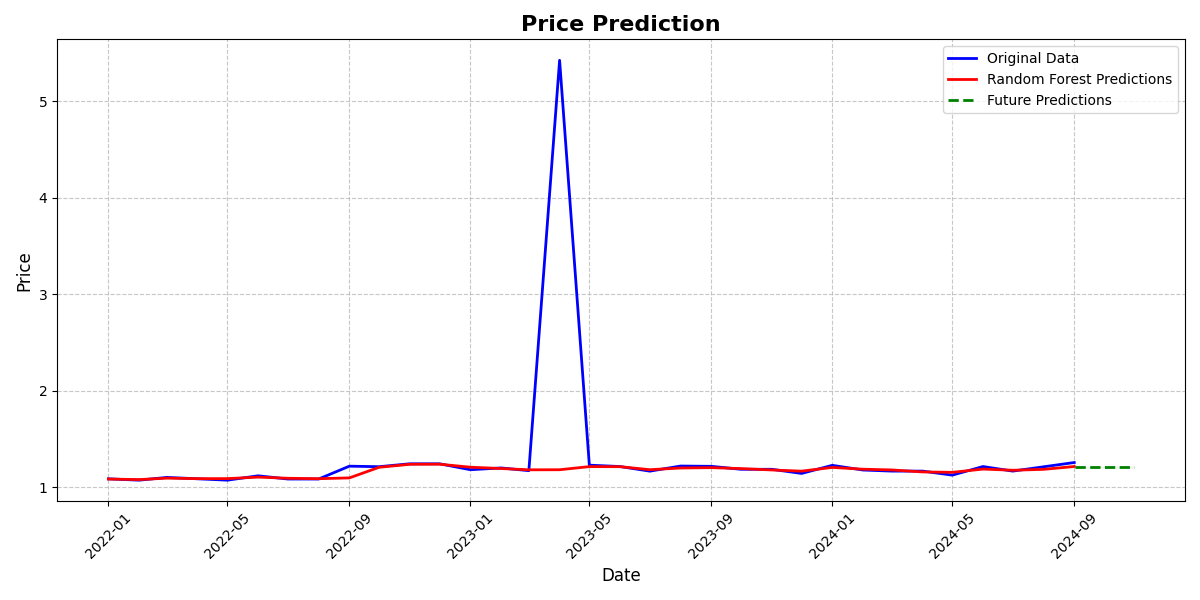 Price Prediction
Original Data
Random Forest Predictions
Future Predictions
Price
5
4
3
2
1
2022-01
2022-05
2022-09
2023-01
2023-05
2023-09
2024-01
2024-05
2024-09
Date